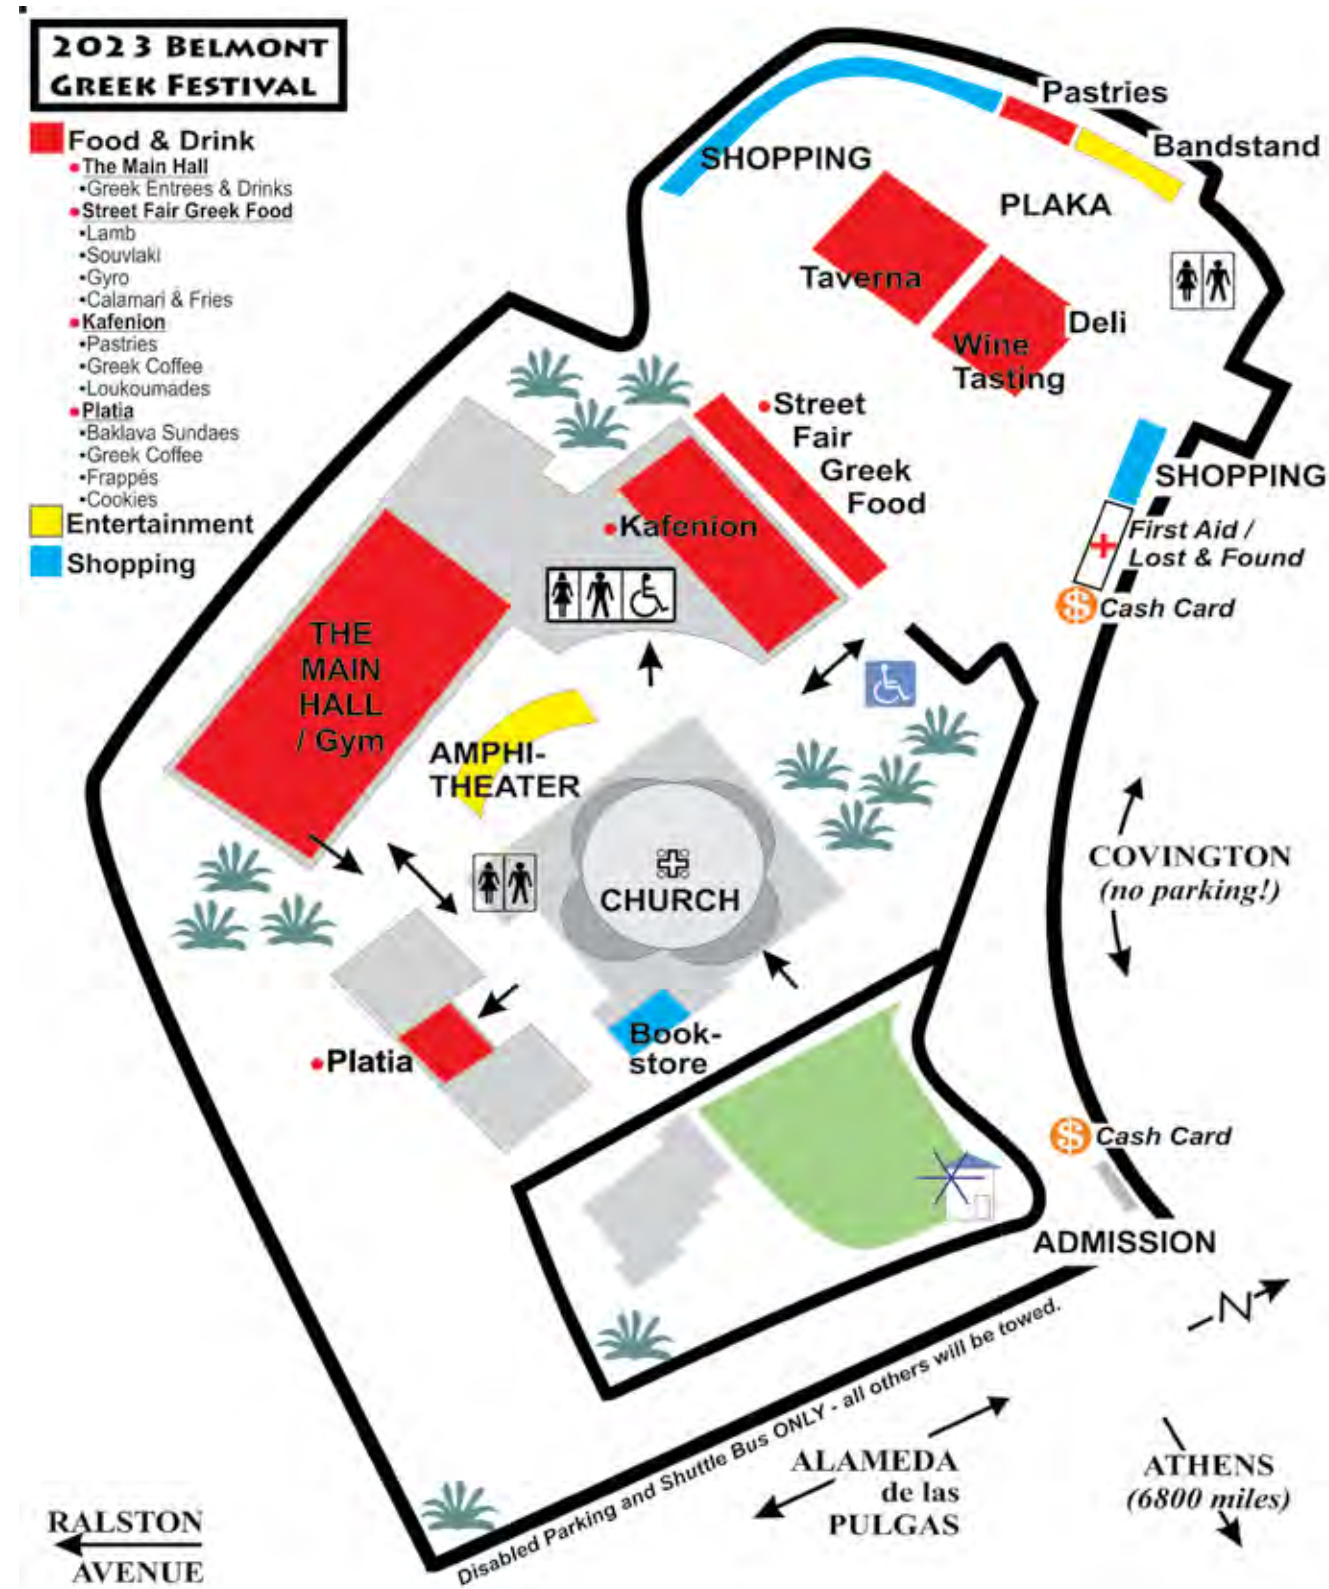 2023 BELMONT
GREEK FESTIVAL
Food & Drink
•The Main Hall
•Greek Entrees & Drinks
•Street Fair Greek Food
•Lamb
•Souvlaki
•Gyro
•Calamari & Fries
•Kafenion
•Pastries
•Greek Coffee
•Loukoumades
•Platia
•Baklava Sundaes
•Greek Coffee
•Frappés
•Cookies
Entertainment
Shopping
Pastries
Bandstand
SHOPPING
PLAKA
Taverna
Deli
Wine
Tasting
•Street
Fair
Greek
Food
SHOPPING
•Kafenion
First Aid /
Lost & Found
$ Cash Card
THE
MAIN
HALL
/ Gym
AMPHI-
THEATER
CHURCH
COVINGTON
(no parking!)
Book-
store
•Platia
$ Cash Card
ADMISSION
N
Disabled Parking and Shuttle Bus ONLY - all others will be towed.
ALAMEDA
de las
PULGAS
ATHENS
(6800 miles)
RALSTON
AVENUE